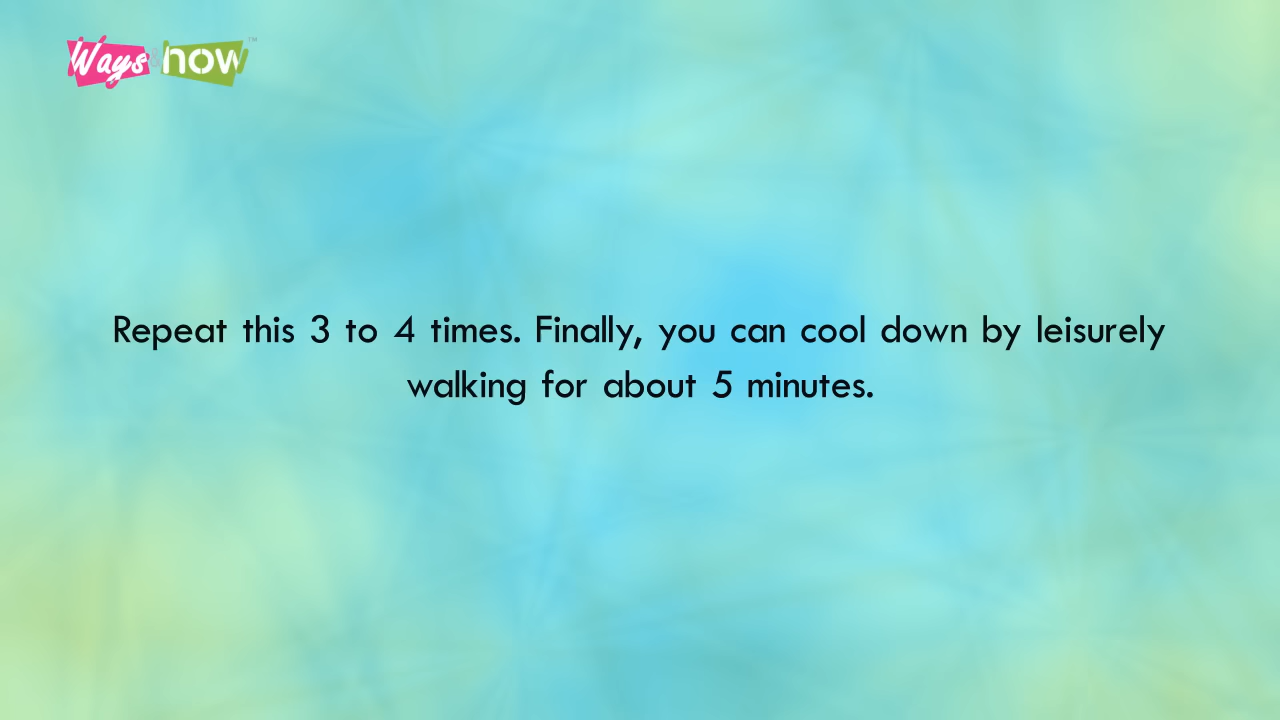 Ways & how™
Repeat this 3 to 4 times. Finally, you can cool down by leisurely
walking for about 5 minutes.